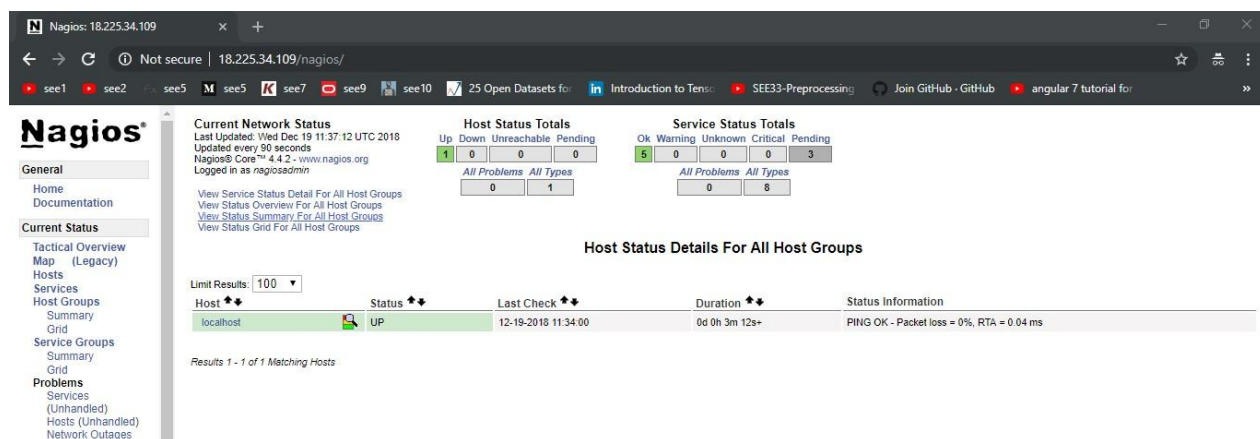 Nagios: 18.225.34.109
Not secure | 18.225.34.109/nagios/
see1 see2 see5 see5 see7 see9 see10 25 Open Datasets for Introduction to Tens SEE33-Preprocessing Join GitHub · GitHub angular 7 tutorial for
Nagios®
General
Home
Documentation
Current Status
Tactical Overview
Map (Legacy)
Hosts
Services
Host Groups
Summary
Grid
Service Groups
Summary
Grid
Problems
Services
(Unhandled)
Hosts (Unhandled)
Network Outages
Current Network Status
Last Updated: Wed Dec 19 11:37:12 UTC 2018
Updated every 90 seconds
Nagios® Core™ 4.4.2 - www.nagios.org
Logged in as nagiosadmin
View Service Status Detail For All Host Groups
View Status Overview For All Host Groups
View Status Summary For All Host Groups
View Status Grid For All Host Groups
Host Status Totals
Up Down Unreachable Pending
1 0 0 0
All Problems All Types
0 1
Service Status Totals
Ok Warning Unknown Critical Pending
5 0 0 0 3
All Problems All Types
0 8
Host Status Details For All Host Groups
Limit Results: 100
Host Status Last Check Duration Status Information
localhost UP 12-19-2018 11:34:00 0d 0h 3m 12s+ PING OK - Packet loss = 0%, RTA = 0.04 ms
Results 1 - 1 of 1 Matching Hosts